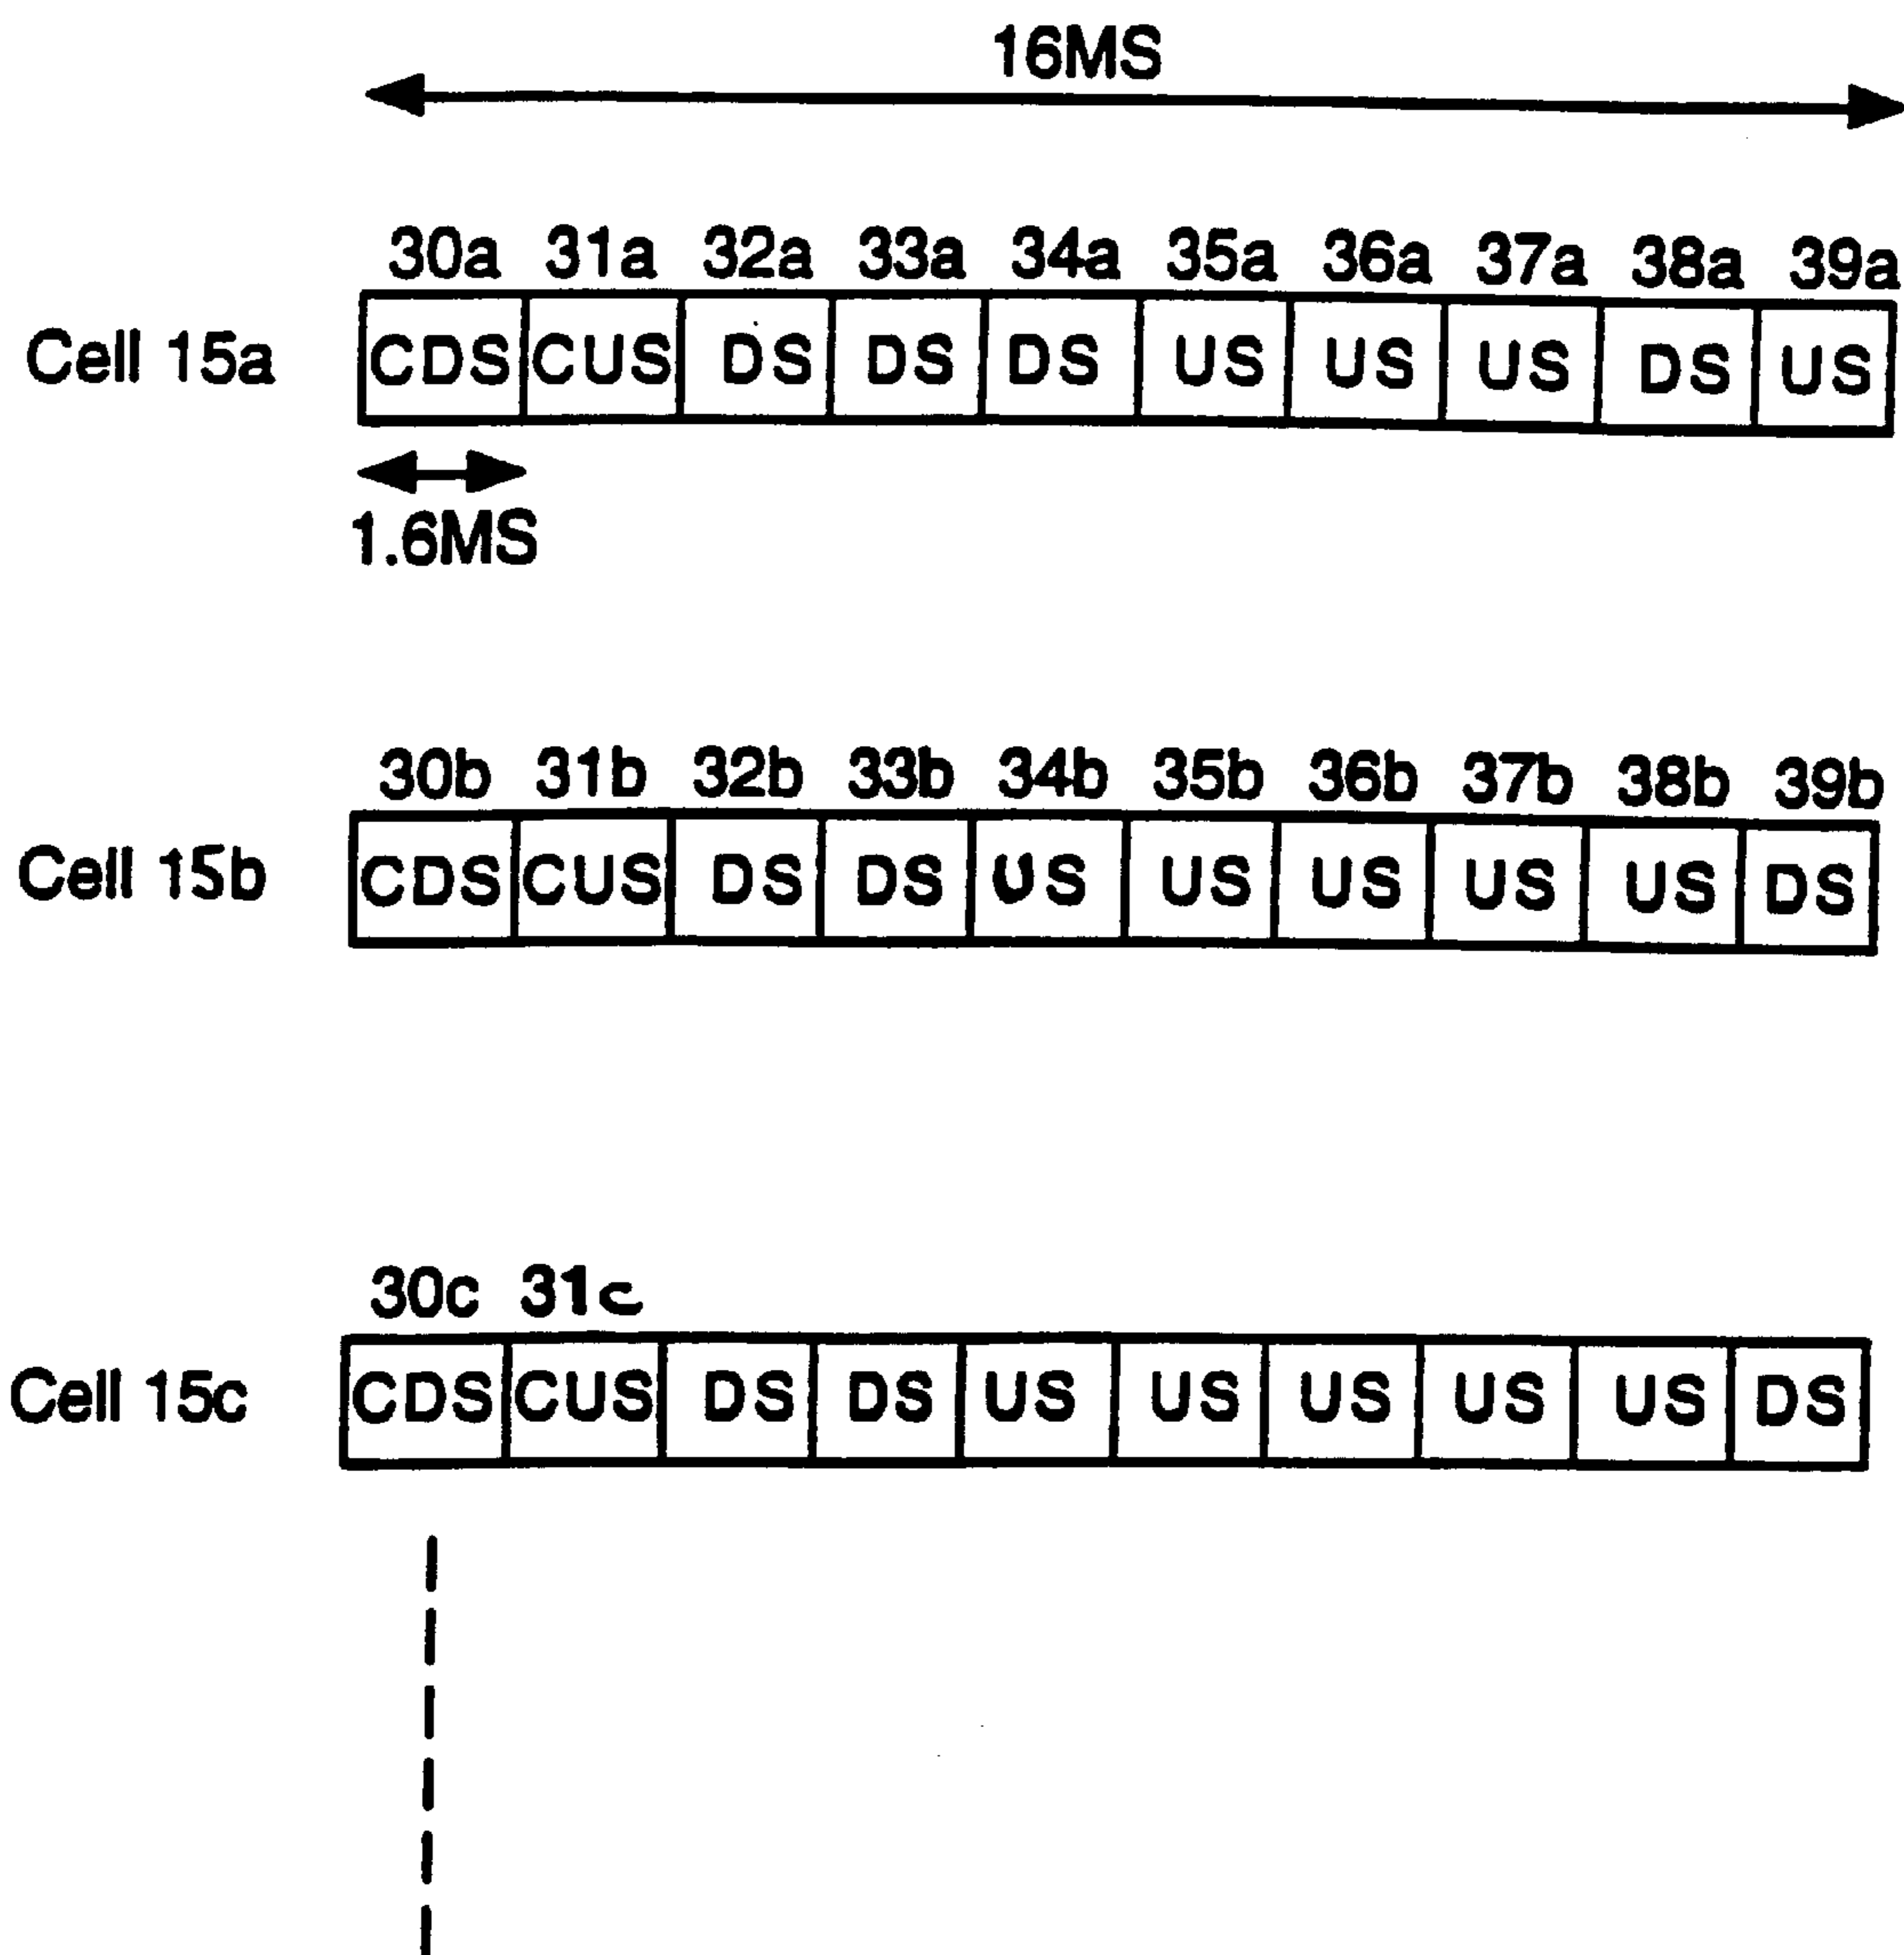 16MS
30a 31a 32a 33a 34a 35a 36a 37a 38a 39a
Cell 15a CDS CUS DS DS DS US US US DS US
1.6MS
30b 31b 32b 33b 34b 35b 36b 37b 38b 39b
Cell 15b CDS CUS DS DS US US US US US DS
30c 31c
Cell 15c CDS CUS DS DS US US US US US DS